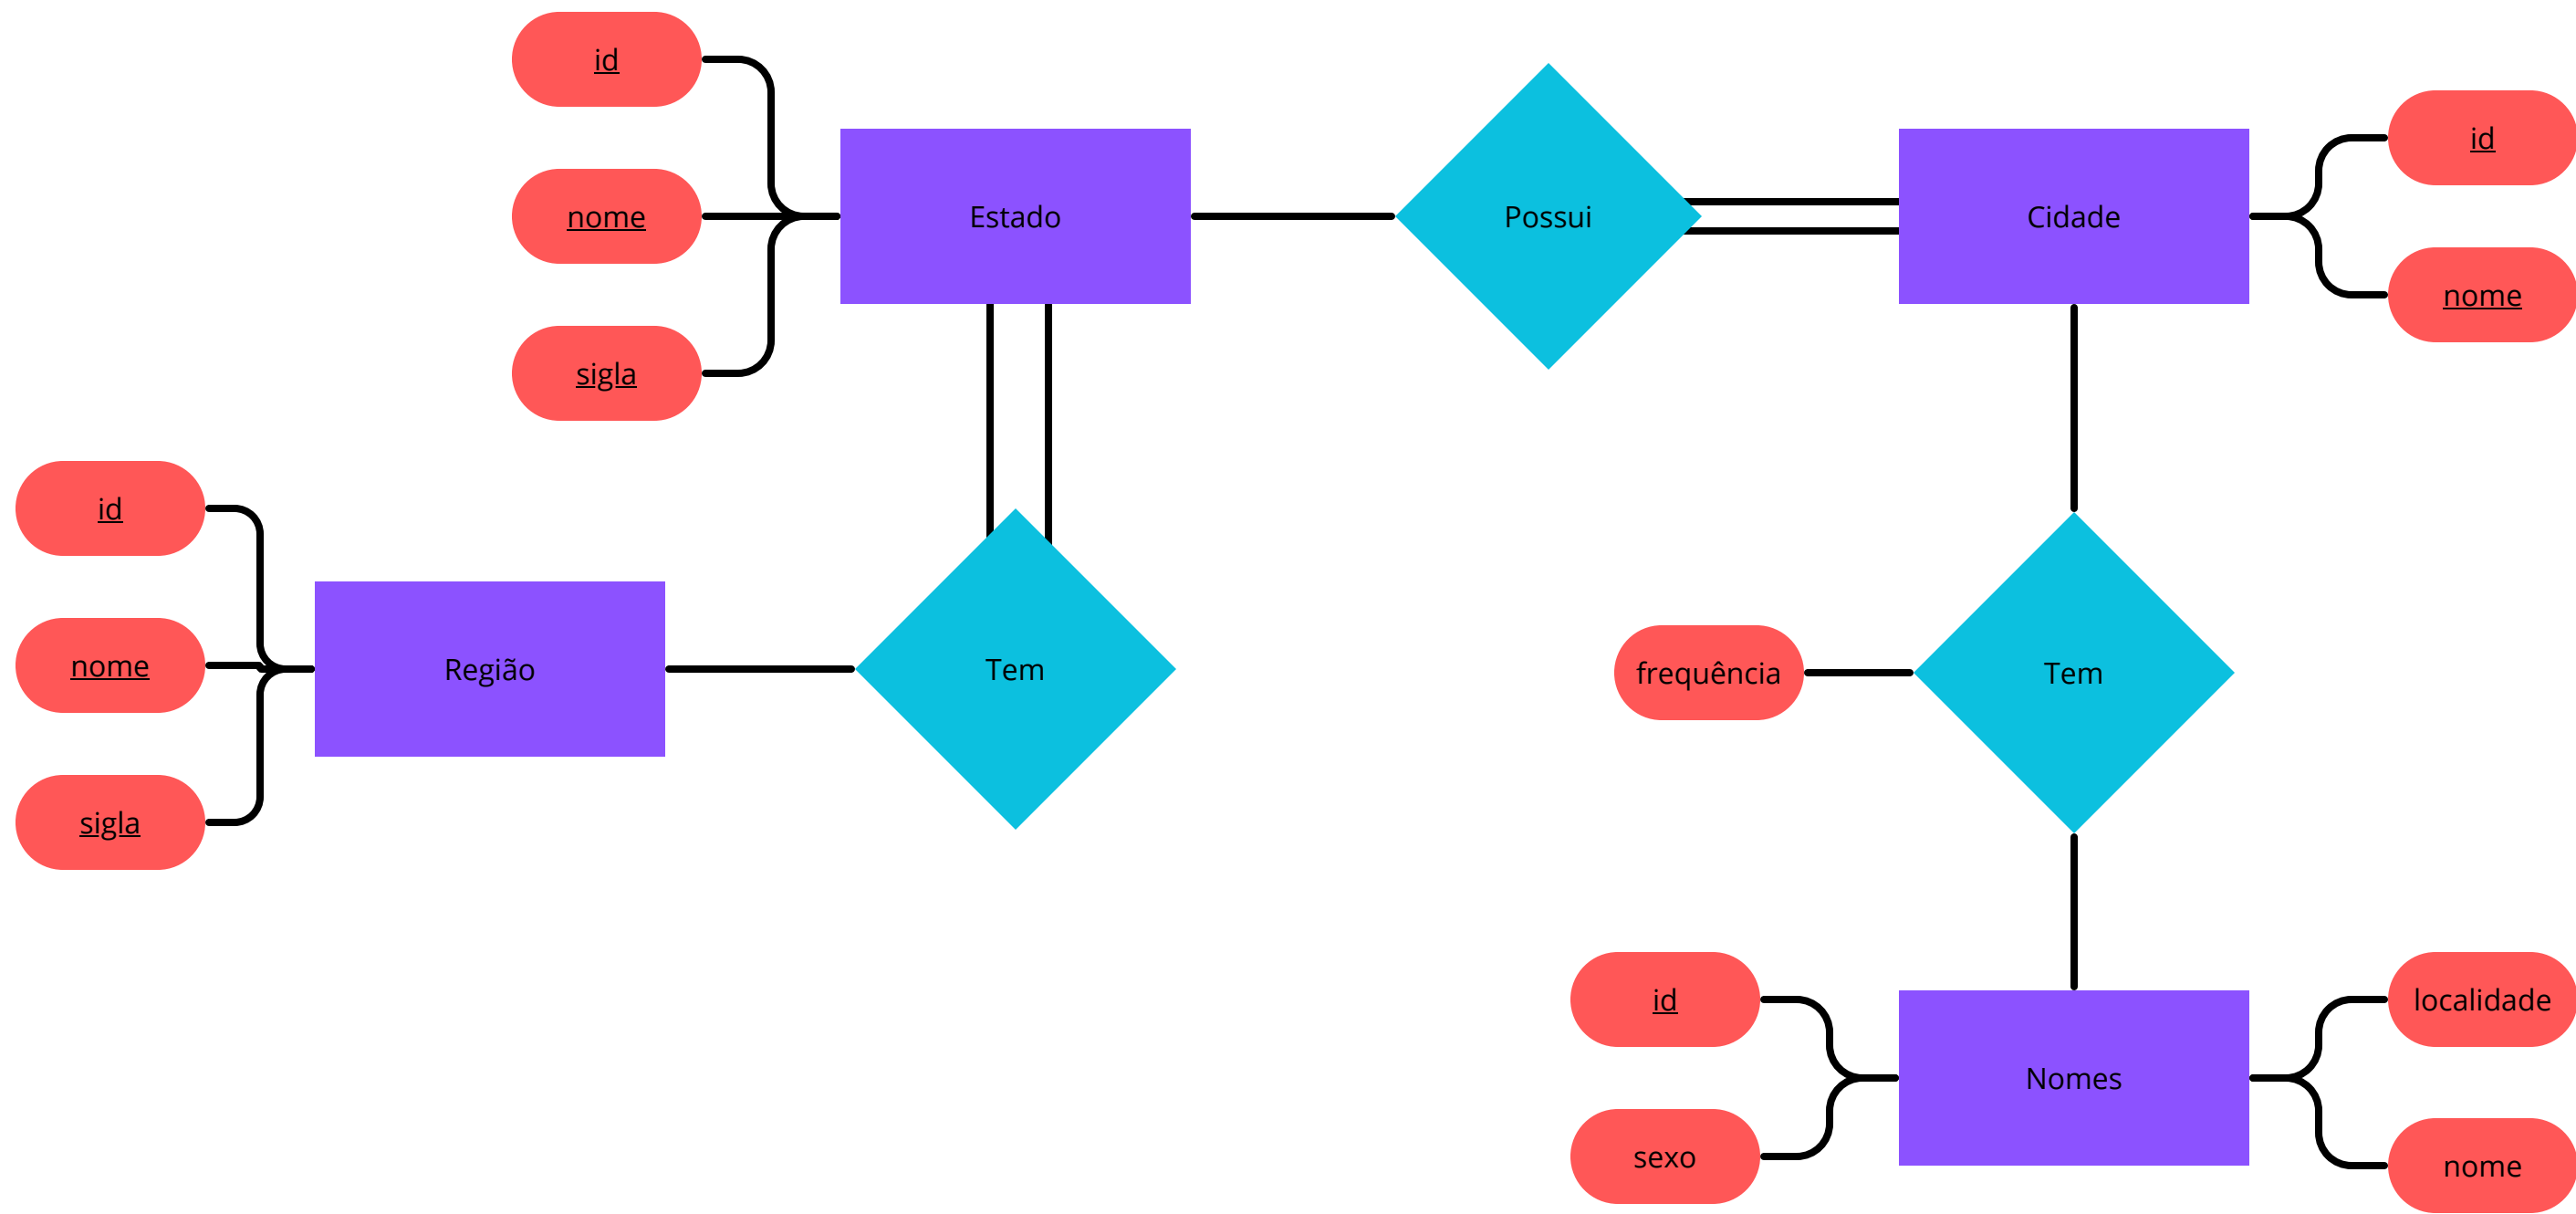 id
nome
sigla
Estado
Possui
Cidade
id
nome
id
nome
sigla
Região
Tem
frequência
Tem
id
sexo
Nomes
localidade
nome